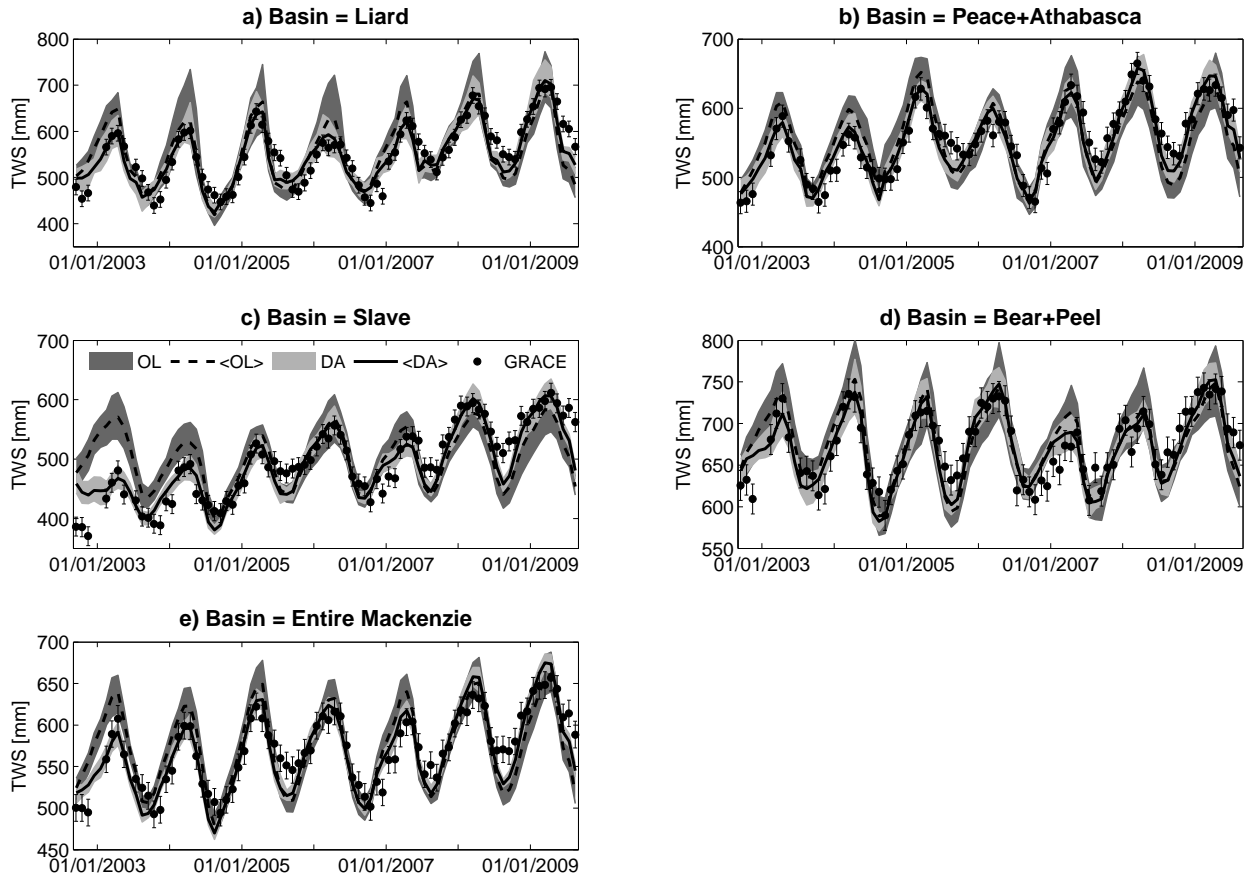 a) Basin = Liard
TWS [mm]
800
700
600
500
400
01/01/2003 01/01/2005 01/01/2007 01/01/2009
b) Basin = Peace+Athabasca
TWS [mm]
700
600
500
400
01/01/2003 01/01/2005 01/01/2007 01/01/2009
c) Basin = Slave
OL <OL> DA <DA> GRACE
TWS [mm]
700
600
500
400
01/01/2003 01/01/2005 01/01/2007 01/01/2009
d) Basin = Bear+Peel
TWS [mm]
800
750
700
650
600
550
01/01/2003 01/01/2005 01/01/2007 01/01/2009
e) Basin = Entire Mackenzie
TWS [mm]
700
650
600
550
500
450
01/01/2003 01/01/2005 01/01/2007 01/01/2009